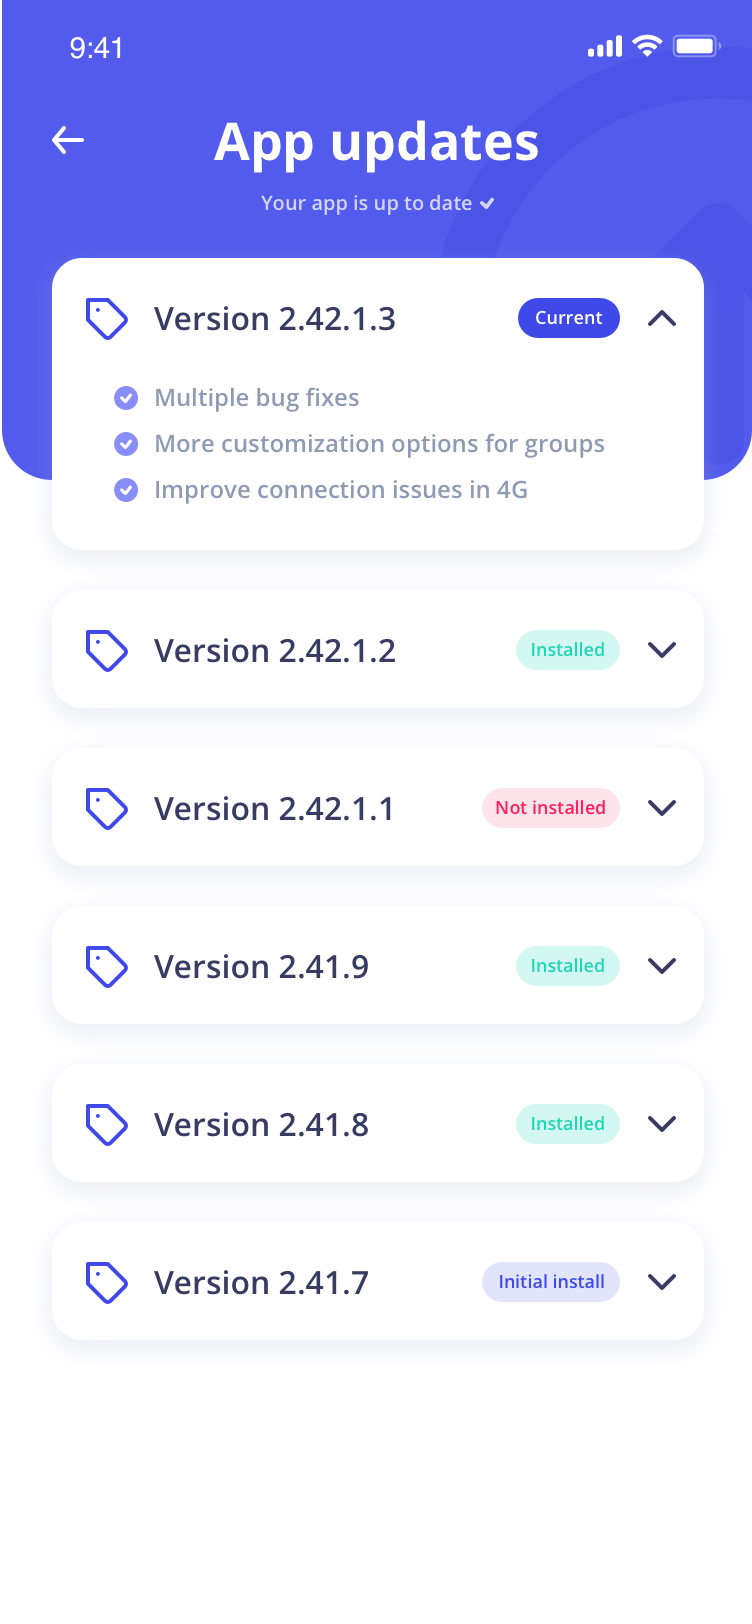 9:41
App updates
Your app is up to date
Version 2.42.1.3 Current
Multiple bug fixes
More customization options for groups
Improve connection issues in 4G
Version 2.42.1.2 Installed
Version 2.42.1.1 Not installed
Version 2.41.9 Installed
Version 2.41.8 Installed
Version 2.41.7 Initial install